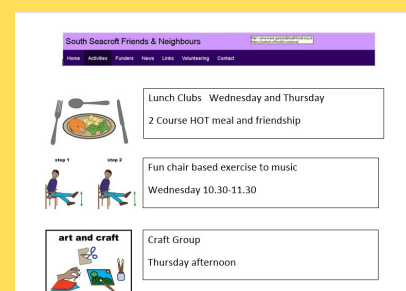 South Seacroft Friends & Neighbours
Home Activities Funders News Links Volunteering Contact
Lunch Clubs Wednesday and Thursday
2 Course HOT meal and friendship
step 1 step 2
Fun chair based exercise to music
Wednesday 10.30-11.30
art and craft
Craft Group
Thursday afternoon